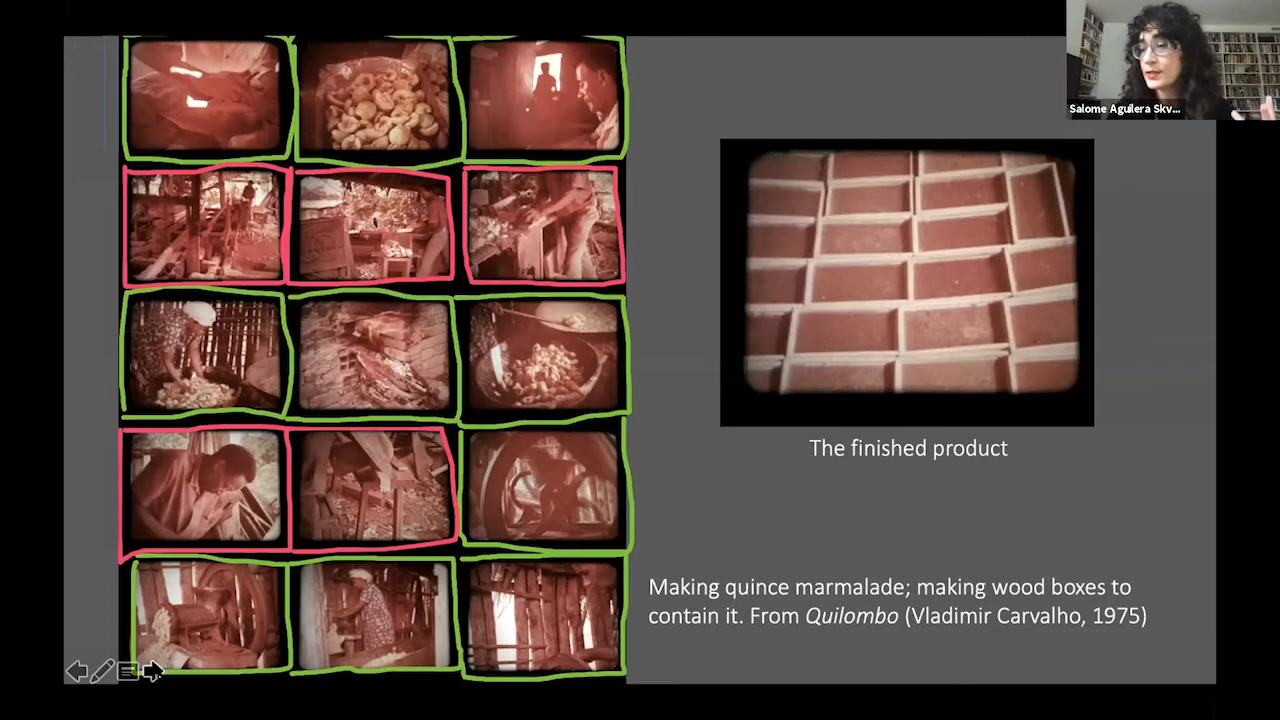 Salome Aguilera Skv...
The finished product
Making quince marmalade; making wood boxes to
contain it. From Quilombo (Vladimir Carvalho, 1975)